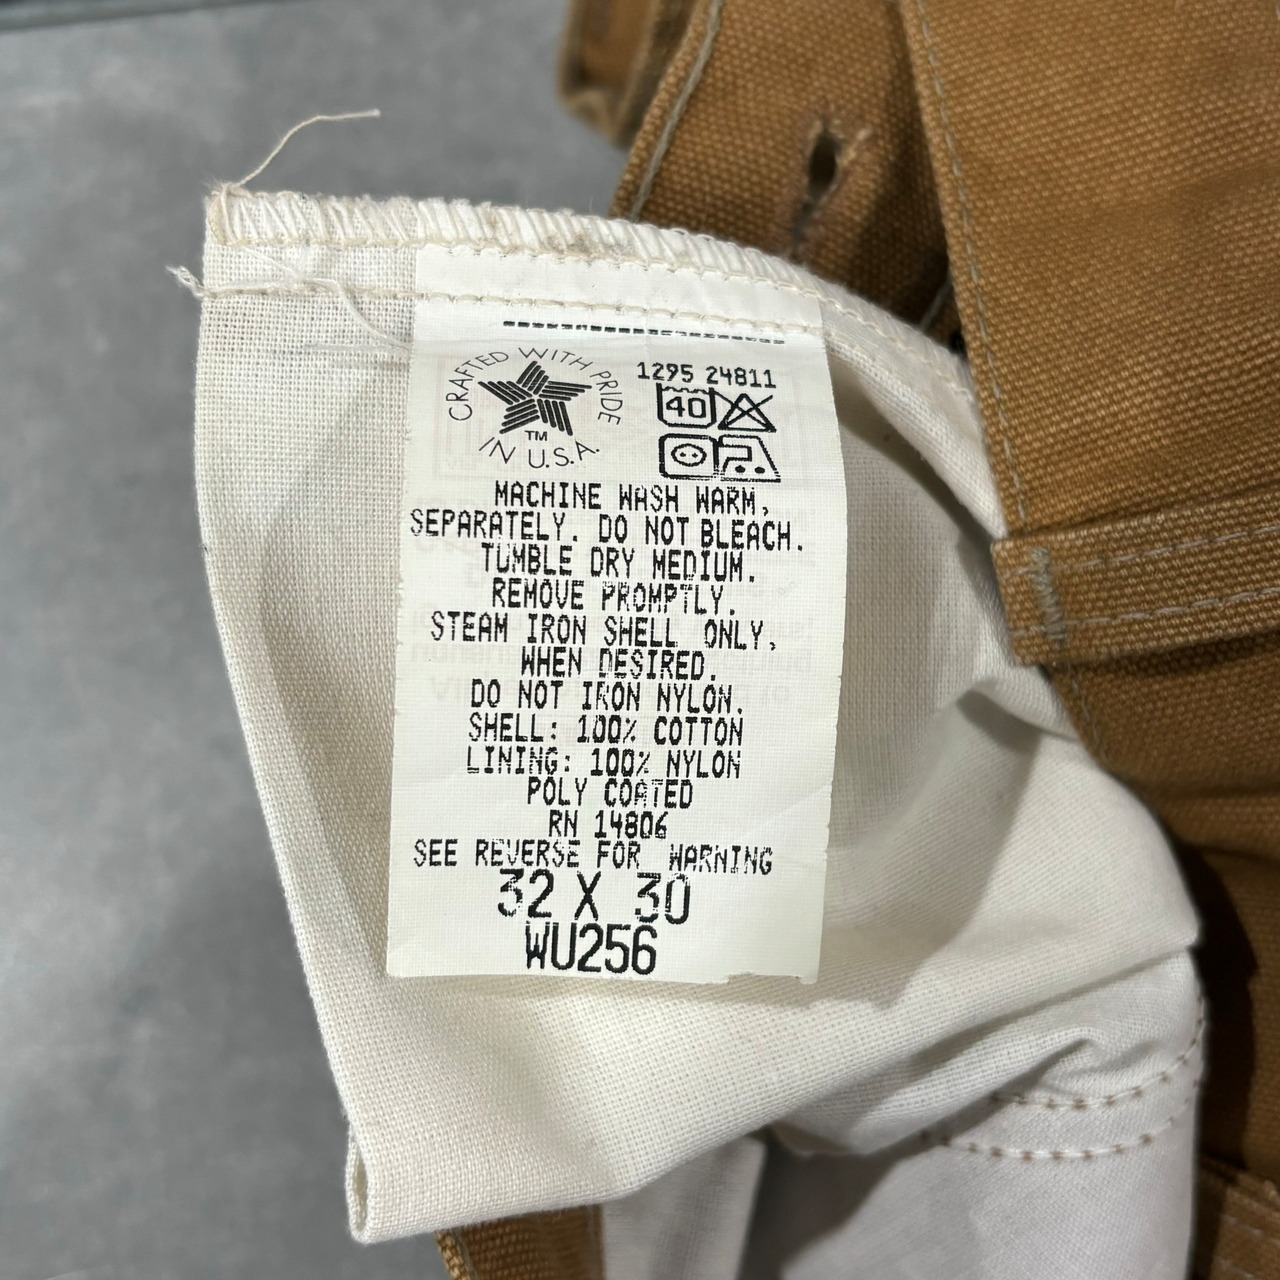 CRAFTED WITH PRIDE
TM
IN U.S.A.
1295 24811
40
MACHINE WASH WARM,
SEPARATELY. DO NOT BLEACH.
TUMBLE DRY MEDIUM.
REMOVE PROMPTLY.
STEAM IRON SHELL ONLY,
WHEN DESIRED.
DO NOT IRON NYLON.
SHELL: 100% COTTON
LINING: 100% NYLON
POLY COATED
RN 14806
SEE REVERSE FOR WARNING
32 X 30
WU256